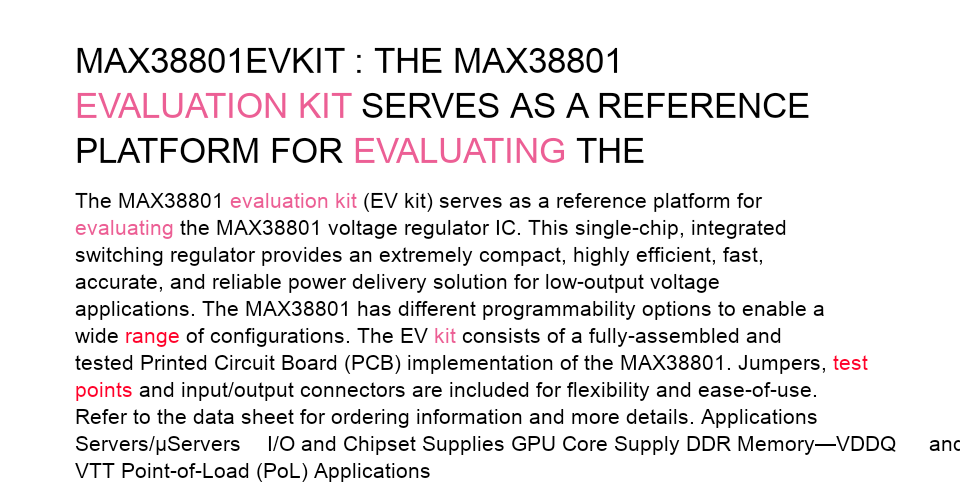 MAX38801EVKIT : THE MAX38801
EVALUATION KIT SERVES AS A REFERENCE
PLATFORM FOR EVALUATING THE
The MAX38801 evaluation kit (EV kit) serves as a reference platform for
evaluating the MAX38801 voltage regulator IC. This single-chip, integrated
switching regulator provides an extremely compact, highly efficient, fast,
accurate, and reliable power delivery solution for low-output voltage
applications. The MAX38801 has different programmability options to enable a
wide range of configurations. The EV kit consists of a fully-assembled and
tested Printed Circuit Board (PCB) implementation of the MAX38801. Jumpers, test
points and input/output connectors are included for flexibility and ease-of-use.
Refer to the data sheet for ordering information and more details. Applications
Servers/µServers I/O and Chipset Supplies GPU Core Supply DDR Memory—VDDQ and
VTT Point-of-Load (PoL) Applications